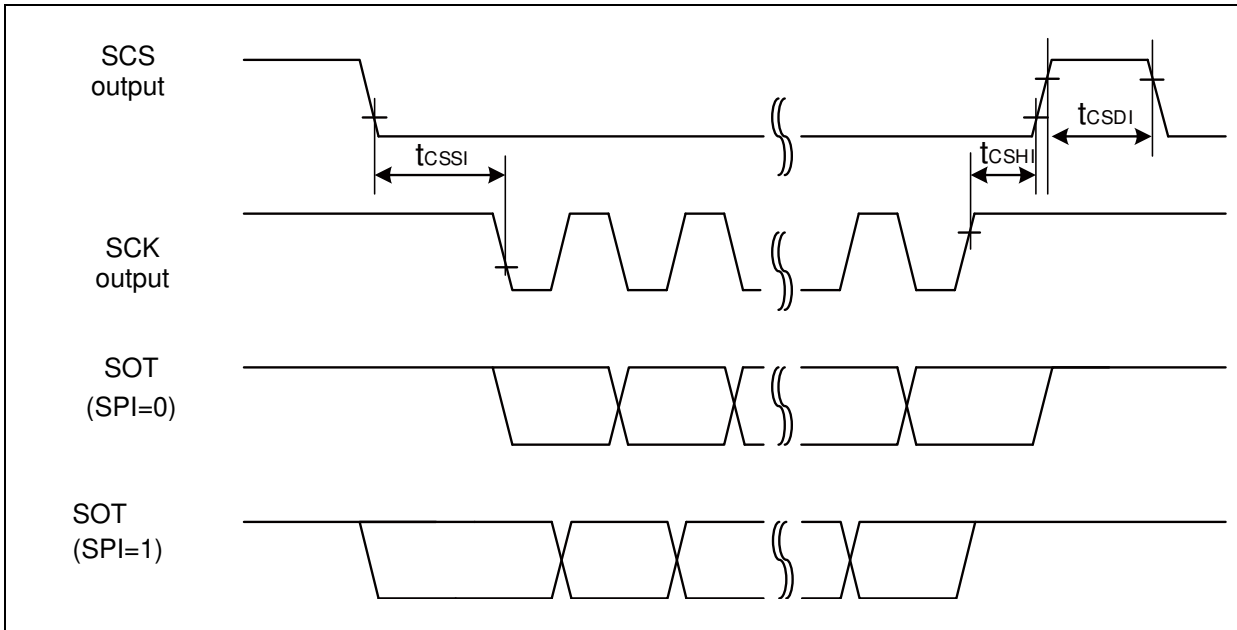 SCS
output
tCSSI
tCSHI
tCSDI
SCK
output
SOT
(SPI=0)
SOT
(SPI=1)